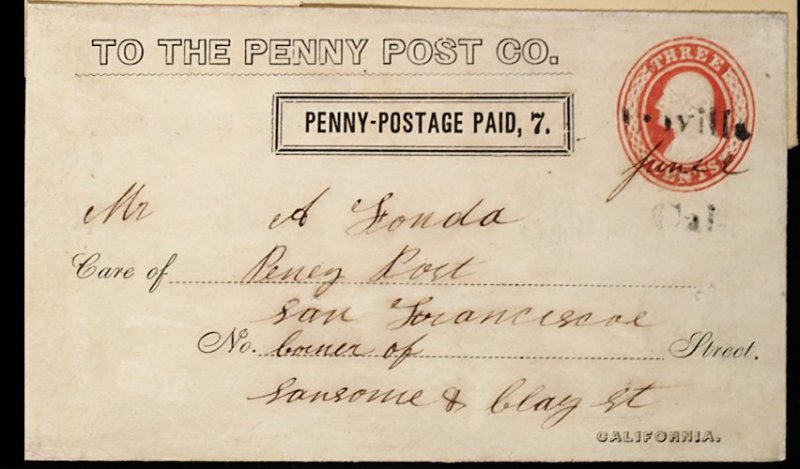 TO THE PENNY POST CO.
THREE
CENTS
PENNY-POSTAGE PAID, 7.
June
Cal.
Mr A Fonda
Care of Peney Post
San Franciscoe
No. Corner of Street.
Sansome & Clay St
CALIFORNIA.